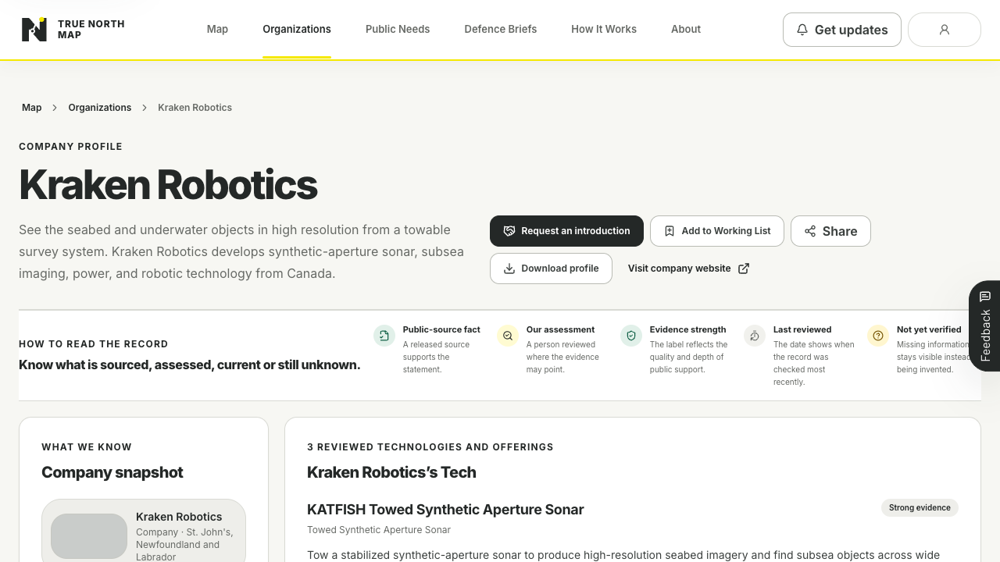 TRUE NORTH
MAP
Map
Organizations
Public Needs
Defence Briefs
How It Works
About
Get updates
Map
Organizations
Kraken Robotics
COMPANY PROFILE
Kraken Robotics
See the seabed and underwater objects in high resolution from a towable
survey system. Kraken Robotics develops synthetic-aperture sonar, subsea
imaging, power, and robotic technology from Canada.
Request an introduction
Add to Working List
Share
Download profile
Visit company website
Feedback
HOW TO READ THE RECORD
Know what is sourced, assessed, current or still unknown.
Public-source fact
A released source
supports the
statement.
Our assessment
A person reviewed
where the evidence
may point.
Evidence strength
The label reflects the
quality and depth of
public support.
Last reviewed
The date shows when
the record was
checked most
recently.
Not yet verified
Missing information
stays visible instead
being invented.
WHAT WE KNOW
Company snapshot
Kraken Robotics
Company · St. John's,
Newfoundland and
Labrador
3 REVIEWED TECHNOLOGIES AND OFFERINGS
Kraken Robotics’s Tech
KATFISH Towed Synthetic Aperture Sonar
Strong evidence
Towed Synthetic Aperture Sonar
Tow a stabilized synthetic-aperture sonar to produce high-resolution seabed imagery and find subsea objects across wide